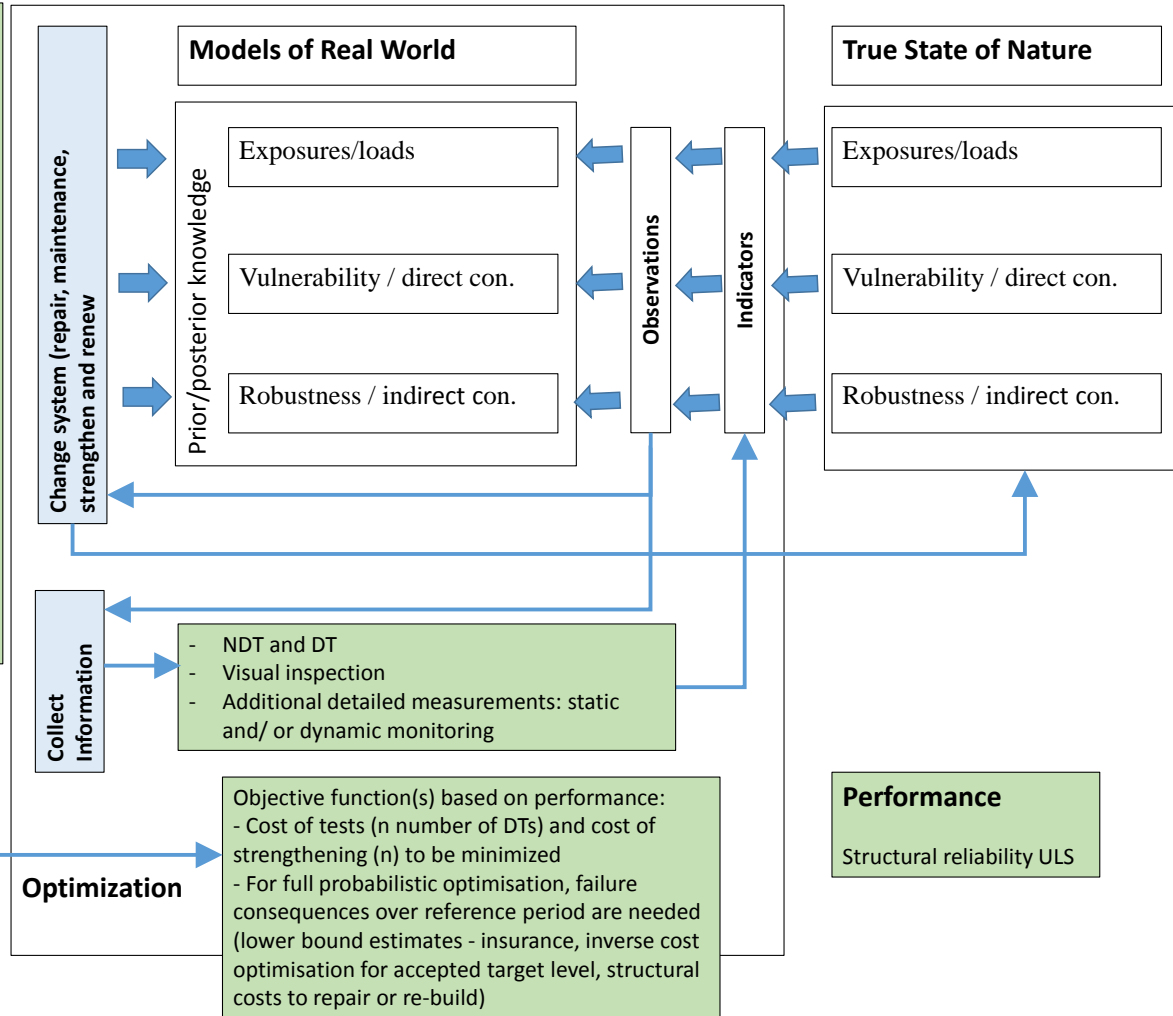 Models of Real World
True State of Nature
Change system (repair, maintenance,
strengthen and renew
Prior/posterior knowledge
Exposures/loads
Vulnerability / direct con.
Robustness / indirect con.
Observations
Indicators
Exposures/loads
Vulnerability / direct con.
Robustness / indirect con.
Collect
Information
- NDT and DT
- Visual inspection
- Additional detailed measurements: static
and/ or dynamic monitoring
Optimization
Objective function(s) based on performance:
- Cost of tests (n number of DTs) and cost of
strengthening (n) to be minimized
- For full probabilistic optimisation, failure
consequences over reference period are needed
(lower bound estimates - insurance, inverse cost
optimisation for accepted target level, structural
costs to repair or re-build)
Performance
Structural reliability ULS